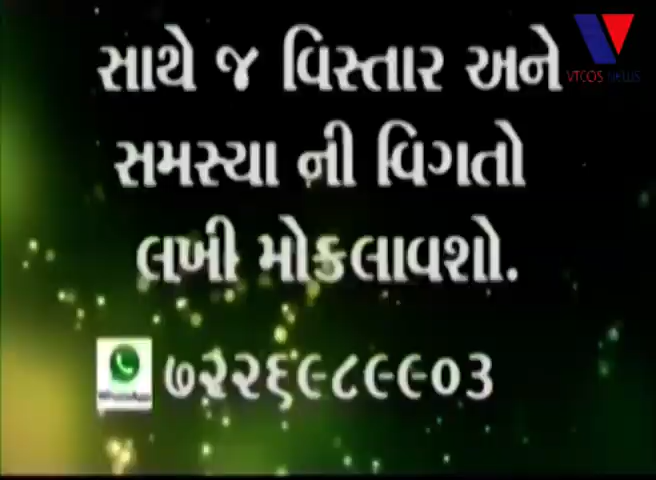 VTCOS NEWS
સાથે જ વિસ્તાર અને
સમસ્યા ની વિગતો
લખી મોકલાવશો.
૭૨૨૬૯૮૯૯૦૩